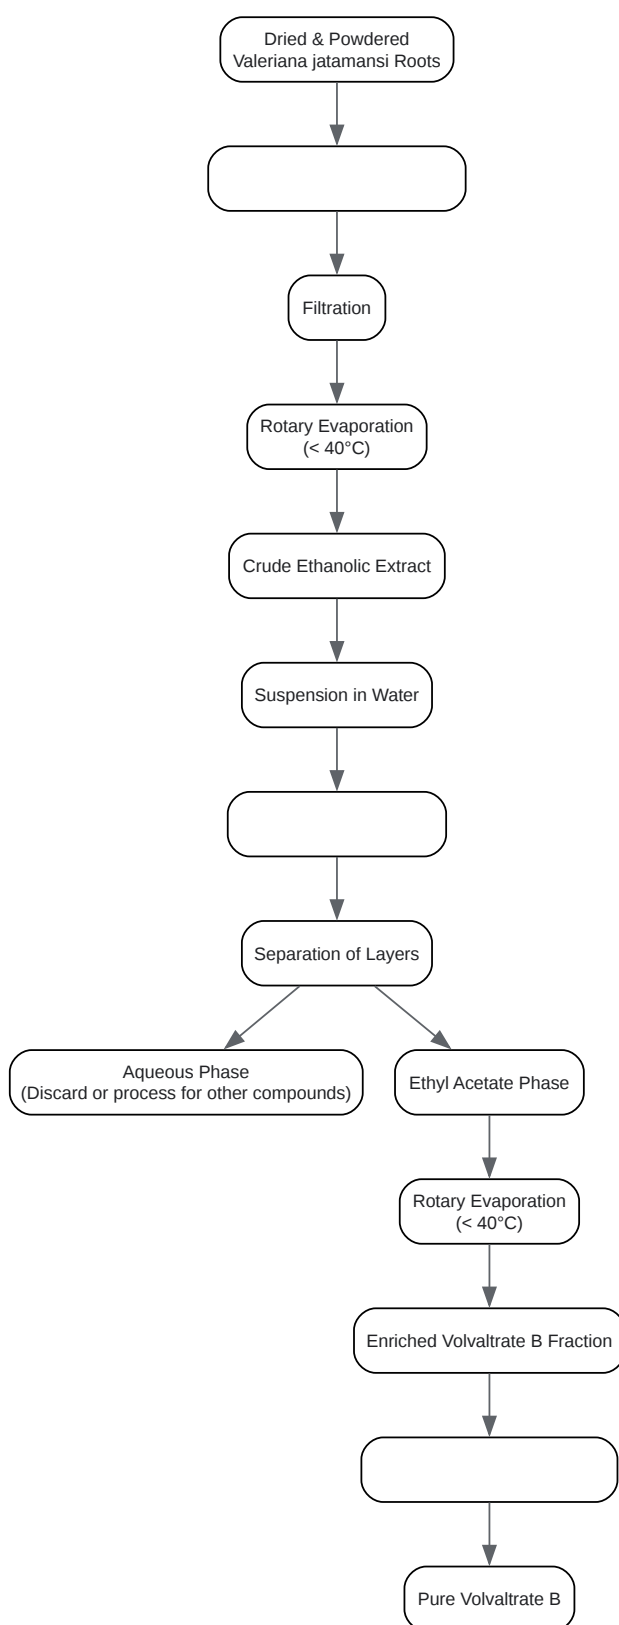 Dried & Powdered
Valeriana jatamansi Roots
Filtration
Rotary Evaporation
(< 40°C)
Crude Ethanolic Extract
Suspension in Water
Separation of Layers
Aqueous Phase
(Discard or process for other compounds)
Ethyl Acetate Phase
Rotary Evaporation
(< 40°C)
Enriched Volvaltrate B Fraction
Pure Volvaltrate B